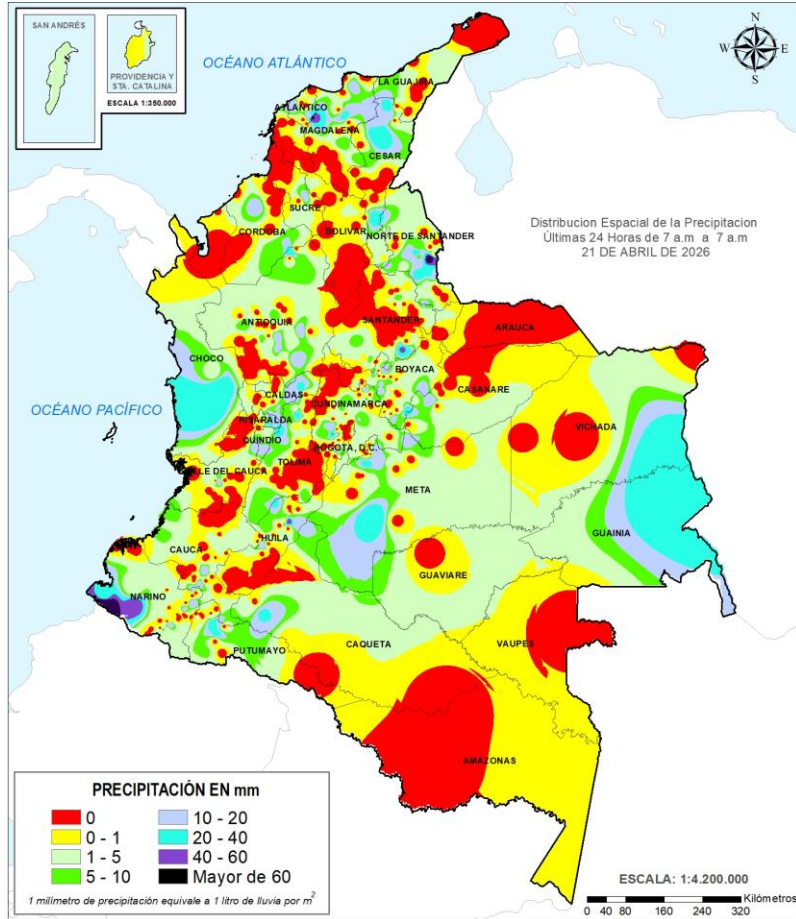 SAN ANDRÉS
PROVIDENCIA Y
STA. CATALINA
ESCALA 1:350.000
OCÉANO ATLÁNTICO
N
W
E
S
LA GUAJIRA
ATLANTICO
MAGDALENA
CESAR
SUCRE
CORDOBA
BOLIVAR
NORTE DE SANTANDER
Distribucion Espacial de la Precipitacion
Últimas 24 Horas de 7 a.m a 7 a.m
21 DE ABRIL DE 2026
ANTIOQUIA
SANTANDER
ARAUCA
CHOCO
BOYACA
CASANARE
CALDAS
CUNDINAMARCA
OCÉANO PACÍFICO
RISARALDA
VICHADA
QUINDIO
BOGOTA, D.C.
TOLIMA
VALLE DEL CAUCA
META
GUAINIA
HUILA
CAUCA
GUAVIARE
NARINO
CAQUETA
VAUPES
PUTUMAYO
AMAZONAS
PRECIPITACIÓN EN mm
0
0 - 1
1 - 5
5 - 10
10 - 20
20 - 40
40 - 60
Mayor de 60
1 milímetro de precipitación equivale a 1 litro de lluvia por m²
ESCALA: 1:4.200.000
Kilómetros
0 40 80 160 240 320